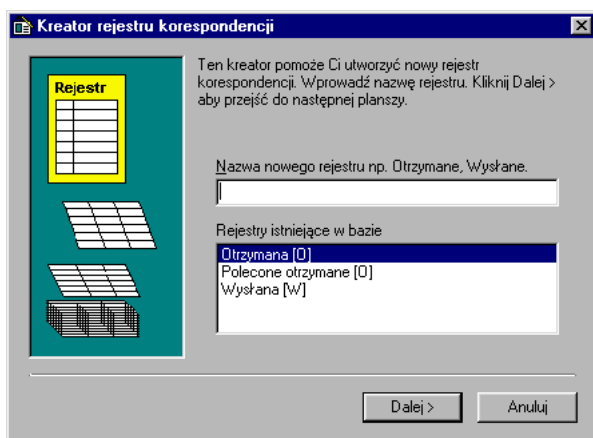 Kreator rejestru korespondencji
Rejestr
Ten kreator pomoże Ci utworzyć nowy rejestr
korespondencji. Wprowadź nazwę rejestru. Kliknij Dalej >
aby przejść do następnej planszy.
Nazwa nowego rejestru np. Otrzymane, Wysłane.
Rejestry istniejące w bazie
Otrzymana [O]
Polecone otrzymane [O]
Wysłana [W]
Dalej >
Anuluj